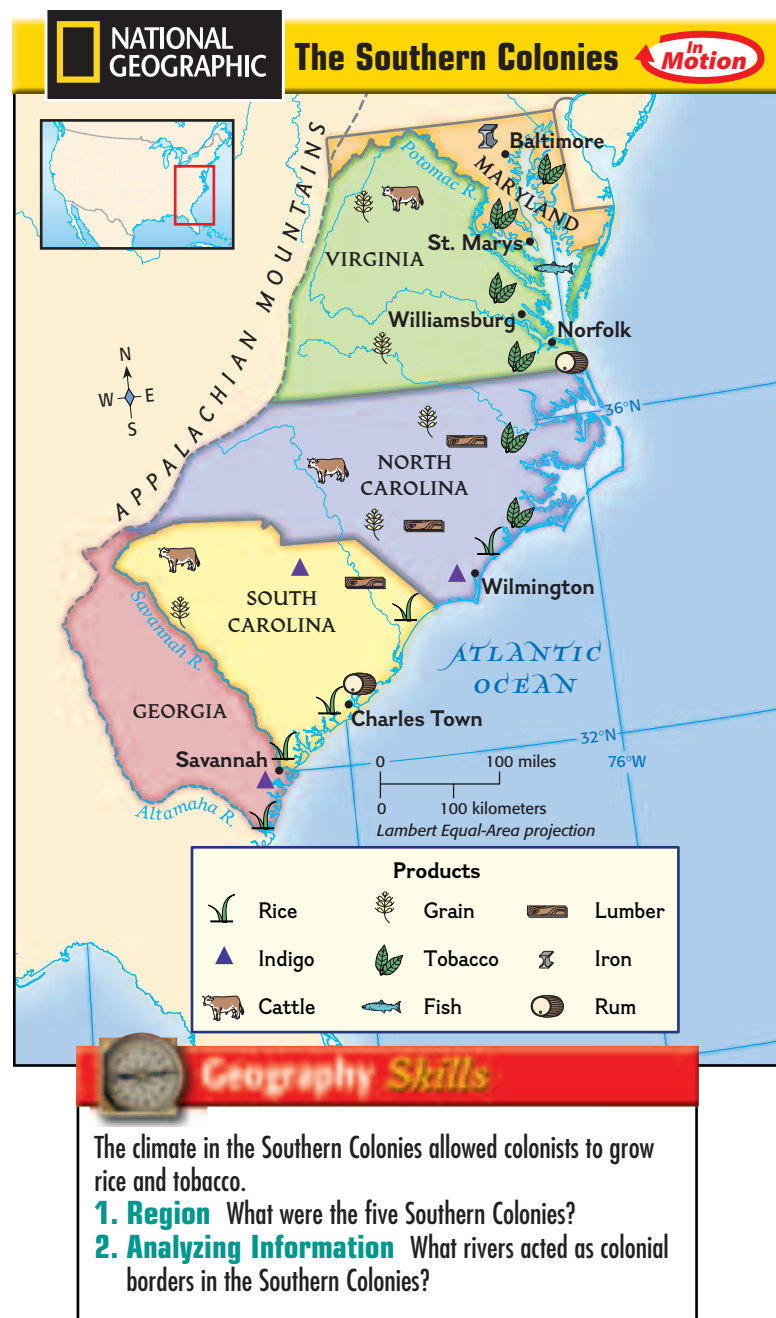 NATIONAL
GEOGRAPHIC
The Southern Colonies
In
Motion
APPALACHIAN MOUNTAINS
Potomac R.
Baltimore
MARYLAND
St. Marys
VIRGINIA
Williamsburg
Norfolk
N
W E
S
36°N
NORTH
CAROLINA
Wilmington
SOUTH
CAROLINA
Savannah R.
ATLANTIC
OCEAN
GEORGIA
Charles Town
Savannah
32°N
76°W
0 100 miles
0 100 kilometers
Lambert Equal-Area projection
Altamaha R.
Products
Rice Grain Lumber
Indigo Tobacco Iron
Cattle Fish Rum
Geography Skills
The climate in the Southern Colonies allowed colonists to grow
rice and tobacco.
1. Region What were the five Southern Colonies?
2. Analyzing Information What rivers acted as colonial
borders in the Southern Colonies?